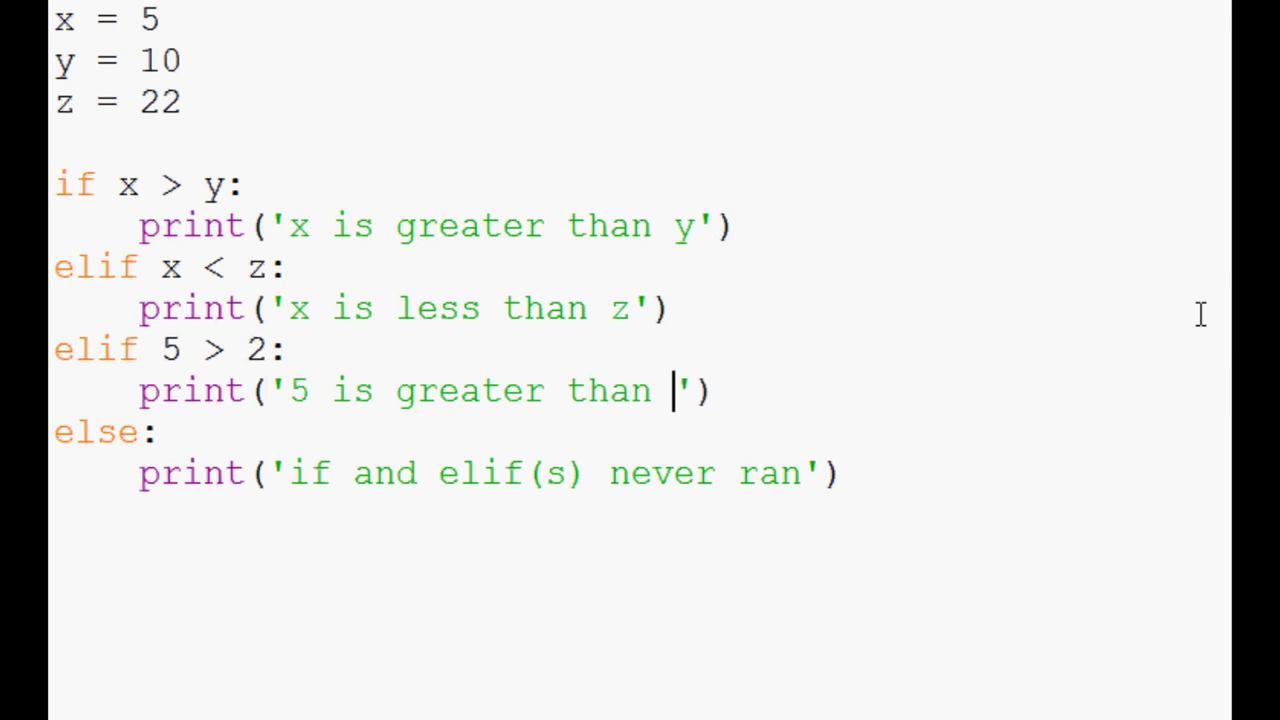 x = 5
y = 10
z = 22

if x > y:
    print('x is greater than y')
elif x < z:
    print('x is less than z')
elif 5 > 2:
    print('5 is greater than ')
else:
    print('if and elif(s) never ran')